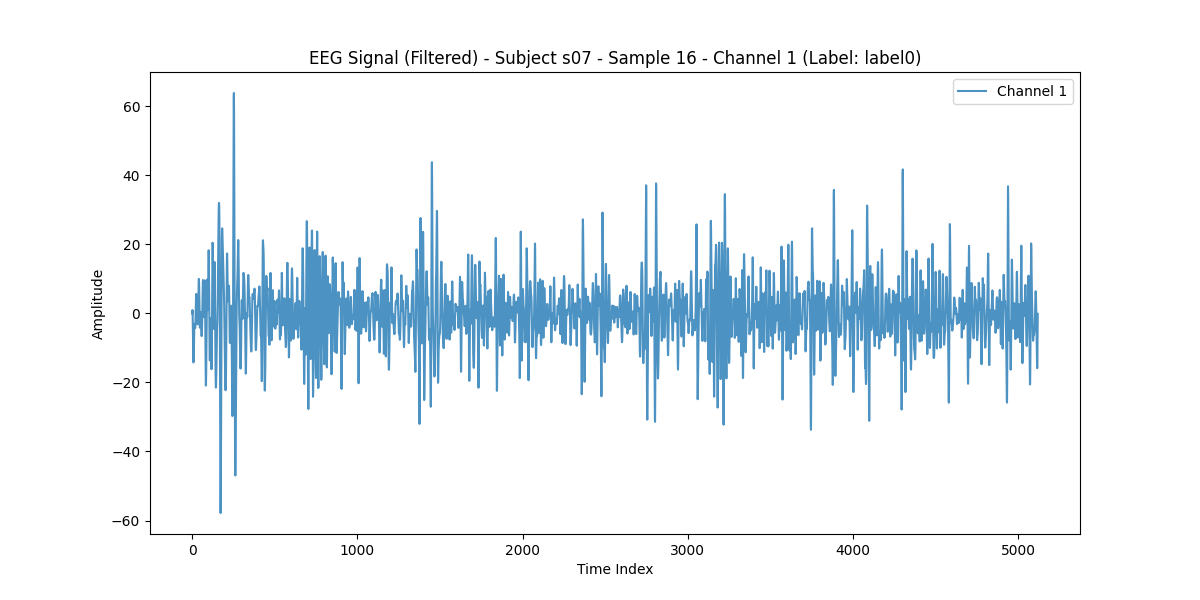 EEG Signal (Filtered) - Subject s07 - Sample 16 - Channel 1 (Label: label0)
Channel 1
60
40
20
0
−20
−40
−60
Amplitude
0 1000 2000 3000 4000 5000
Time Index